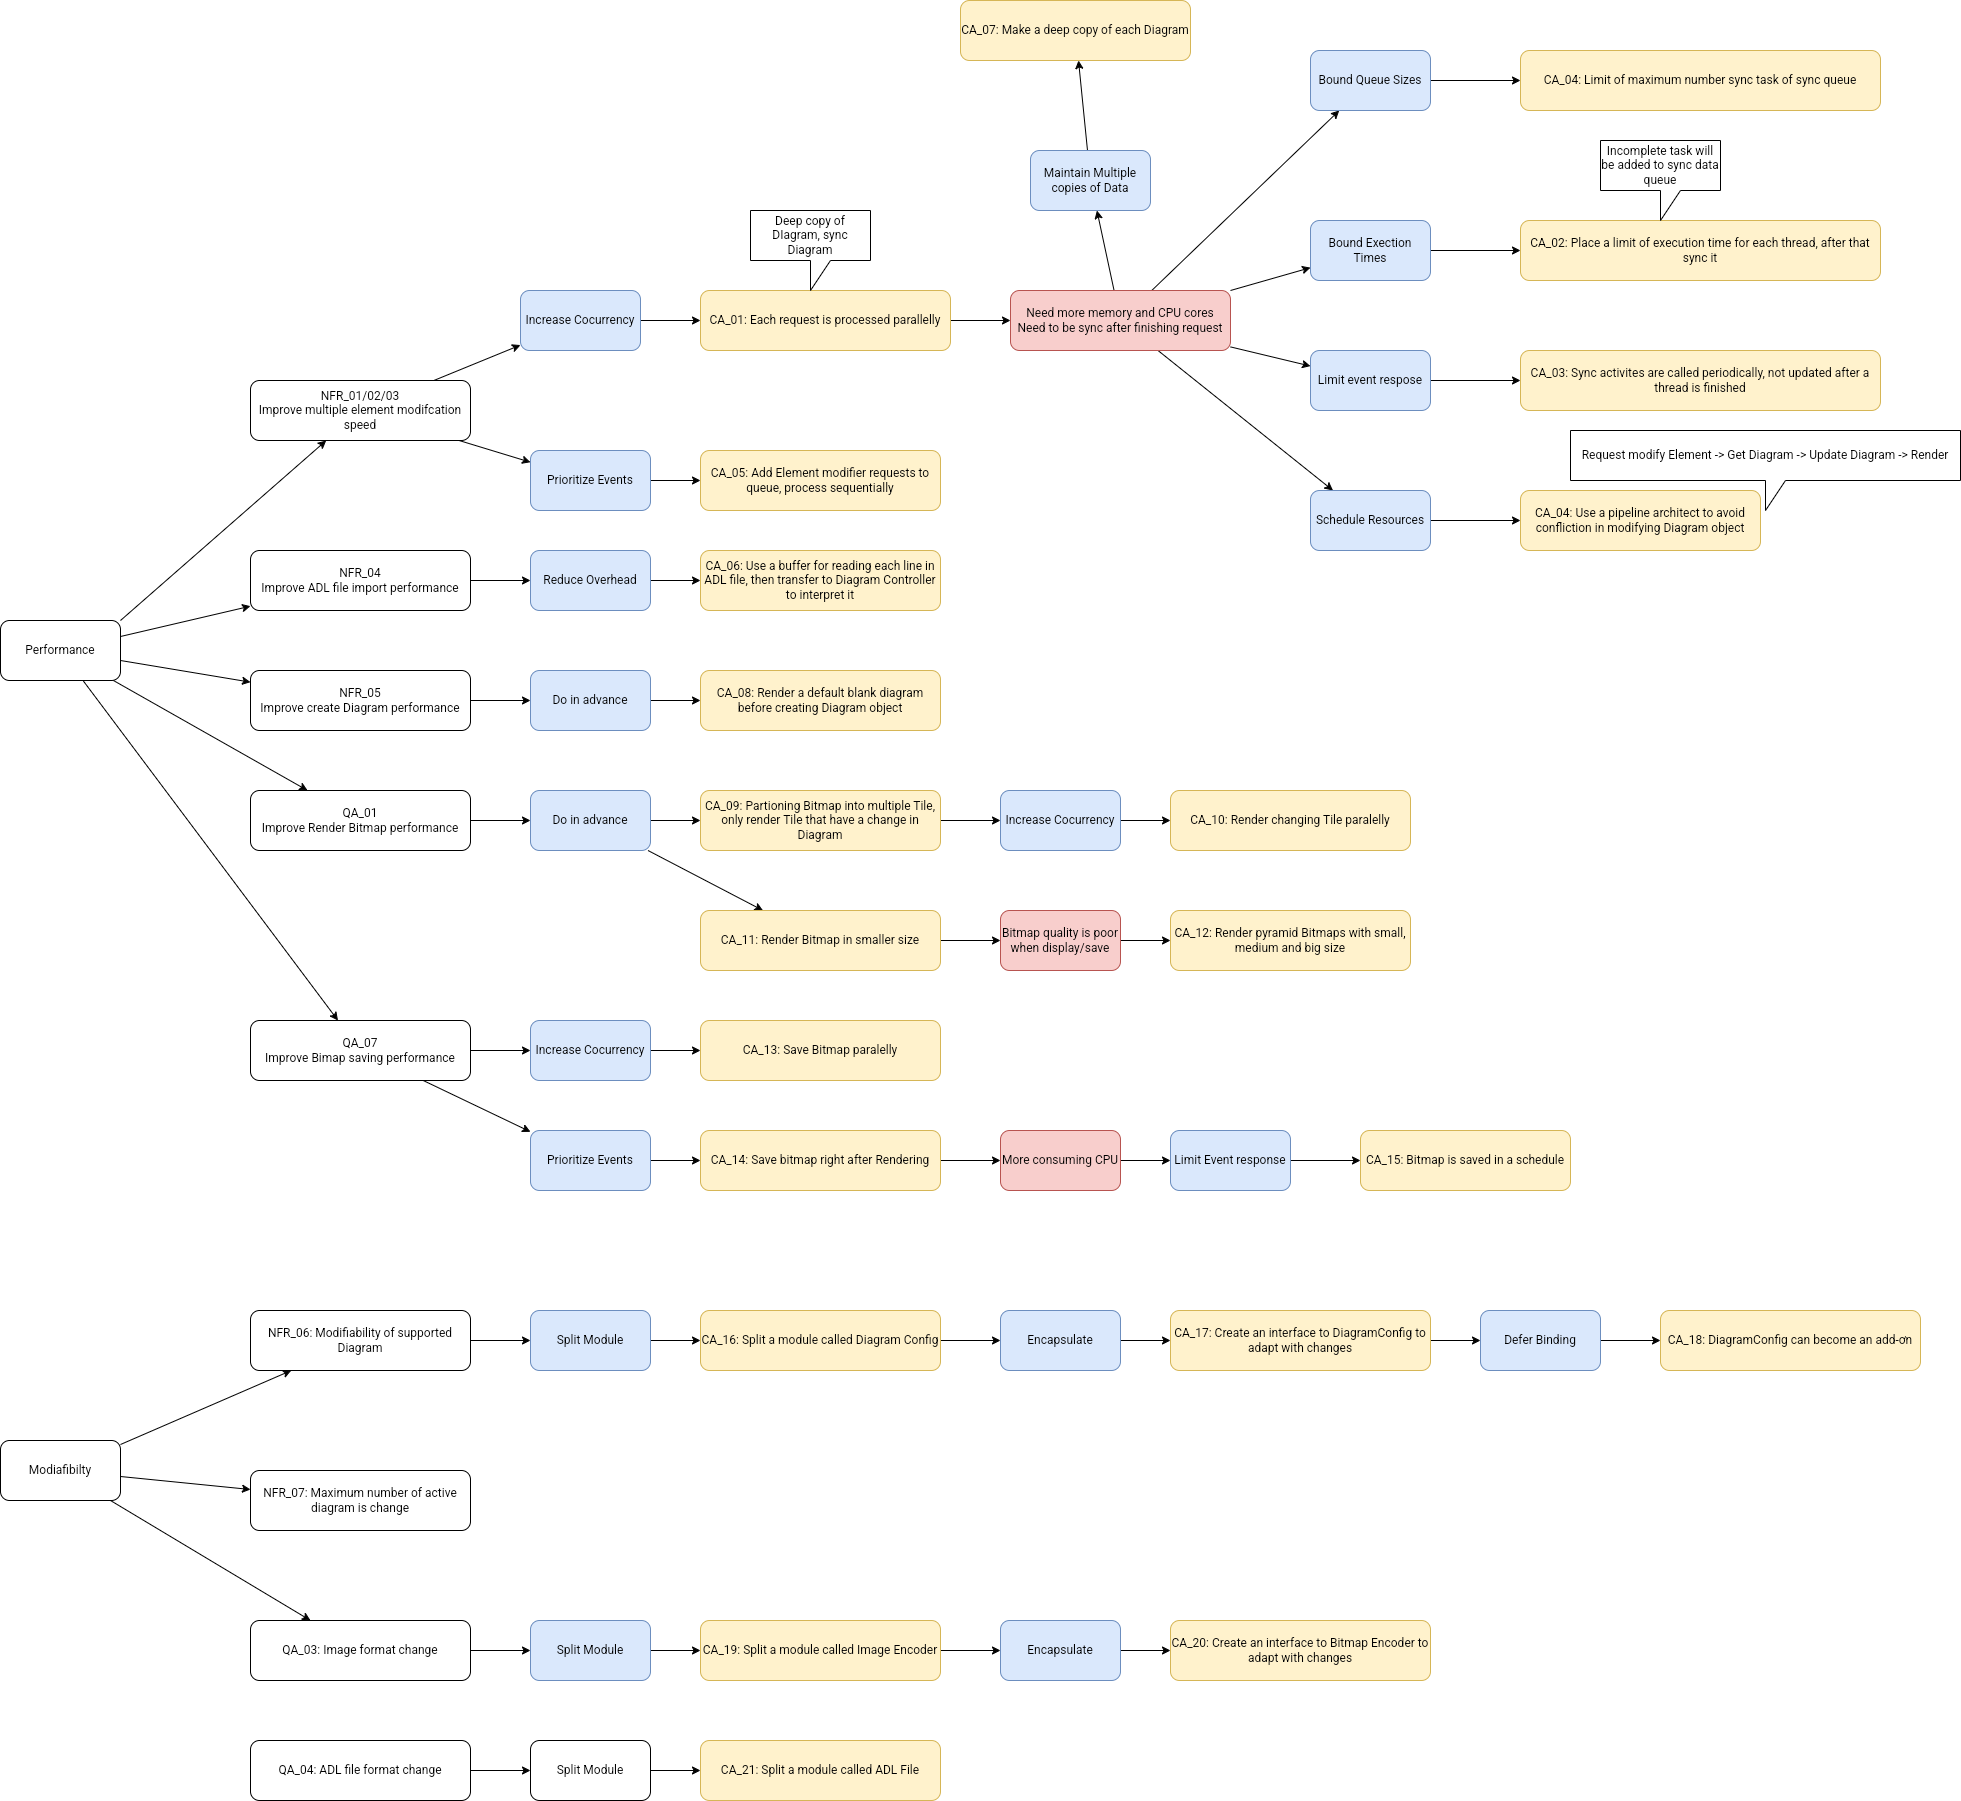 CA_07: Make a deep copy of each Diagram
Bound Queue Sizes
CA_04: Limit of maximum number sync task of sync queue
Maintain Multiple
copies of Data
Incomplete task will
be added to sync data
queue
Deep copy of
DIagram, sync
Diagram
Bound Exection
Times
CA_02: Place a limit of execution time for each thread, after that
sync it
Increase Cocurrency
CA_01: Each request is processed parallelly
Need more memory and CPU cores
Need to be sync after finishing request
Limit event respose
CA_03: Sync activites are called periodically, not updated after a
thread is finished
NFR_01/02/03
Improve multiple element modifcation
speed
Request modify Element -> Get Diagram -> Update Diagram -> Render
Prioritize Events
CA_05: Add Element modifier requests to
queue, process sequentially
Schedule Resources
CA_04: Use a pipeline architect to avoid
confliction in modifying Diagram object
NFR_04
Improve ADL file import performance
Reduce Overhead
CA_06: Use a buffer for reading each line in
ADL file, then transfer to Diagram Controller
to interpret it
Performance
NFR_05
Improve create Diagram performance
Do in advance
CA_08: Render a default blank diagram
before creating Diagram object
QA_01
Improve Render Bitmap performance
Do in advance
CA_09: Partioning Bitmap into multiple Tile,
only render Tile that have a change in
Diagram
Increase Cocurrency
CA_10: Render changing Tile paralelly
CA_11: Render Bitmap in smaller size
Bitmap quality is poor
when display/save
CA_12: Render pyramid Bitmaps with small,
medium and big size
QA_07
Improve Bimap saving performance
Increase Cocurrency
CA_13: Save Bitmap paralelly
Prioritize Events
CA_14: Save bitmap right after Rendering
More consuming CPU
Limit Event response
CA_15: Bitmap is saved in a schedule
NFR_06: Modifiability of supported
Diagram
Split Module
CA_16: Split a module called Diagram Config
Encapsulate
CA_17: Create an interface to DiagramConfig to
adapt with changes
Defer Binding
CA_18: DiagramConfig can become an add-on
Modiafibilty
NFR_07: Maximum number of active
diagram is change
QA_03: Image format change
Split Module
CA_19: Split a module called Image Encoder
Encapsulate
CA_20: Create an interface to Bitmap Encoder to
adapt with changes
QA_04: ADL file format change
Split Module
CA_21: Split a module called ADL File